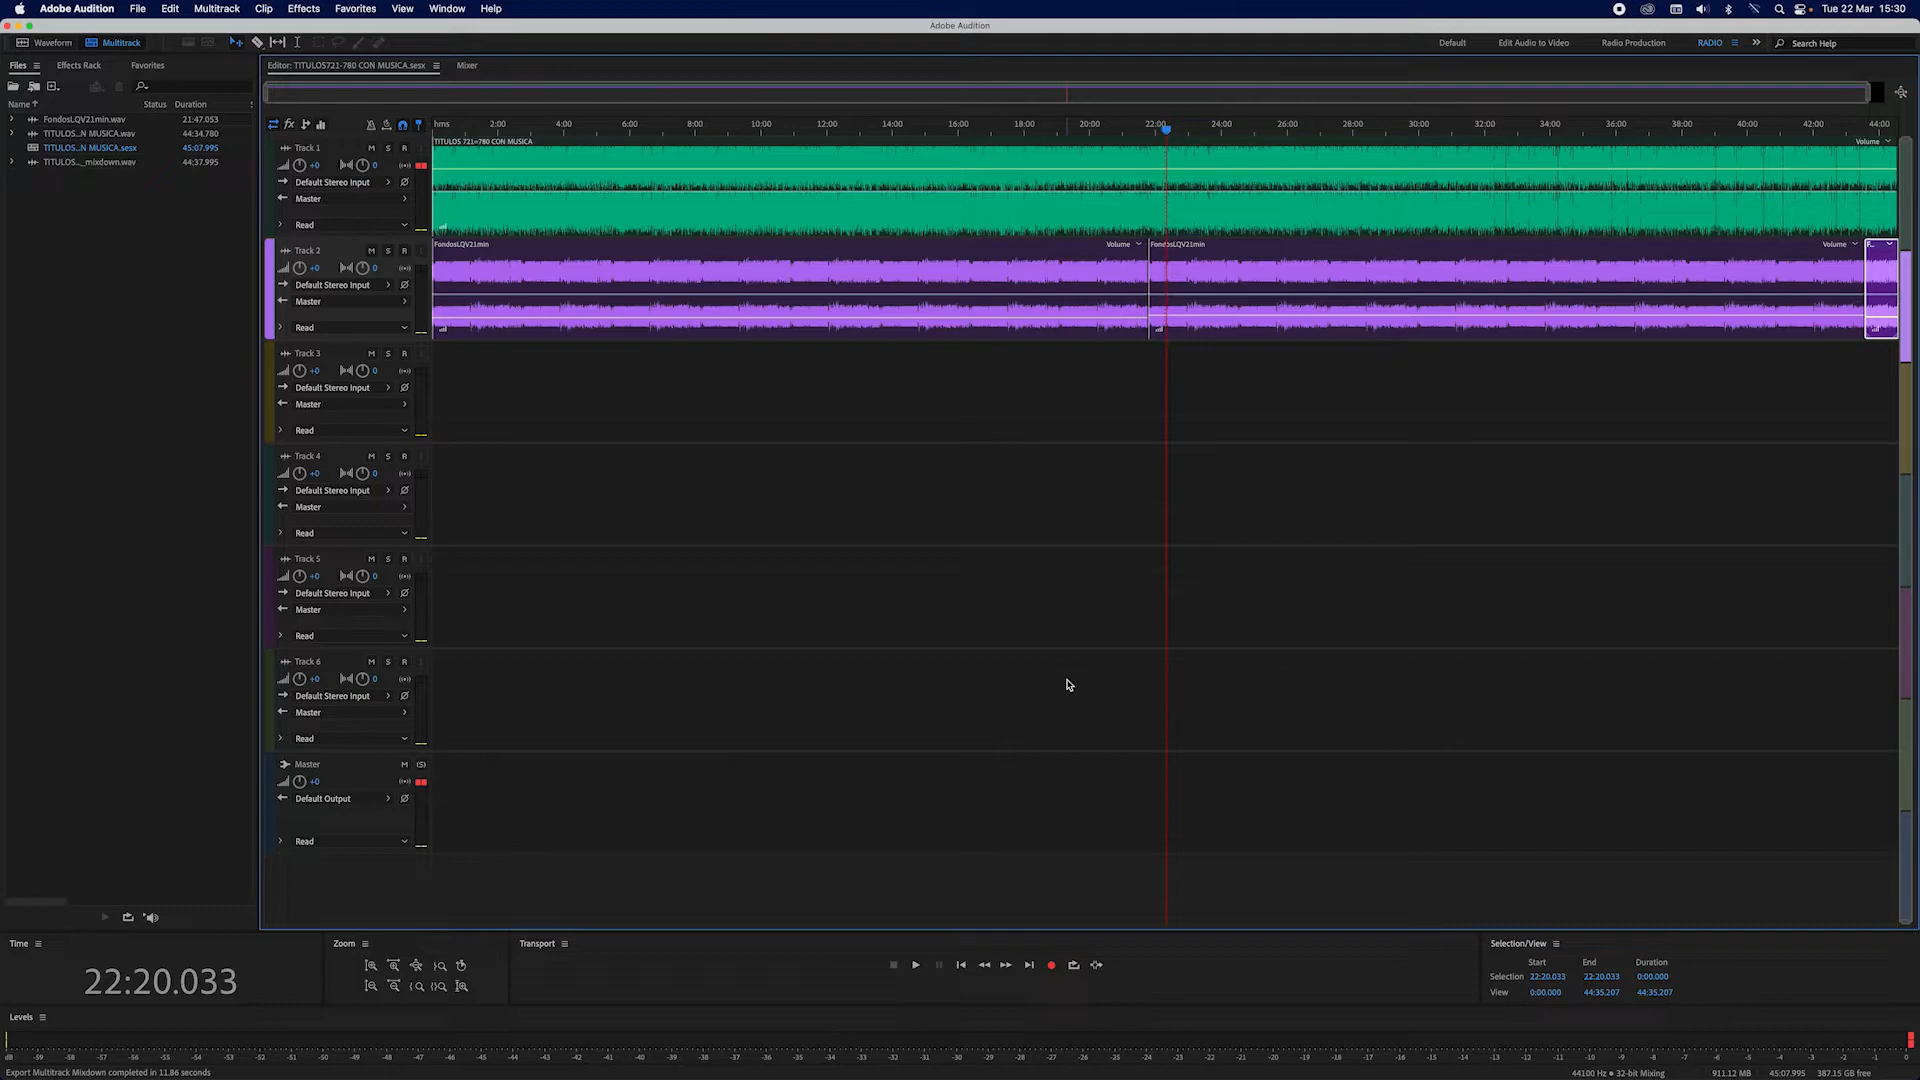 Adobe Audition File Edit Multitrack Clip Effects Favorites View Window Help Tue 22 Mar 15:30
Adobe Audition
Waveform Multitrack Default Edit Audio to Video Radio Production RADIO Search Help
Files Effects Rack Favorites Editor: TITULOS721-780 CON MUSICA.sesx Mixer
Name Status Duration
FondosLQV21min.wav 21:47.053
TITULOS...N MUSICA.wav 44:34.780
TITULOS...N MUSICA.sesx 45:07.995
TITULOS..._mixdown.wav 44:37.995
hms 2:00 4:00 6:00 8:00 10:00 12:00 14:00 16:00 18:00 20:00 22:00 24:00 26:00 28:00 30:00 32:00 34:00 36:00 38:00 40:00 42:00 44:00
TITULOS 721=780 CON MUSICA Volume
Track 1 M S R
+0 0
Default Stereo Input
Master
Read
FondosLQV21min Volume FondosLQV21min Volume F...
Track 2 M S R
+0 0
Default Stereo Input
Master
Read
Track 3 M S R
+0 0
Default Stereo Input
Master
Read
Track 4 M S R
+0 0
Default Stereo Input
Master
Read
Track 5 M S R
+0 0
Default Stereo Input
Master
Read
Track 6 M S R
+0 0
Default Stereo Input
Master
Read
Master M (S)
+0
Default Output
Read
Time Zoom Transport Selection/View
22:20.033
Start End Duration
Selection 22:20.033 22:20.033 0:00.000
View 0:00.000 44:35.207 44:35.207
Levels
dB -59 -58 -57 -56 -55 -54 -53 -52 -51 -50 -49 -48 -47 -46 -45 -44 -43 -42 -41 -40 -39 -38 -37 -36 -35 -34 -33 -32 -31 -30 -29 -28 -27 -26 -25 -24 -23 -22 -21 -20 -19 -18 -17 -16 -15 -14 -13 -12 -11 -10 -9 -8 -7 -6 -5 -4 -3 -2 -1 0
Export Multitrack Mixdown completed in 11.86 seconds 44100 Hz • 32-bit Mixing 911.12 MB 45:07.995 387.15 GB free